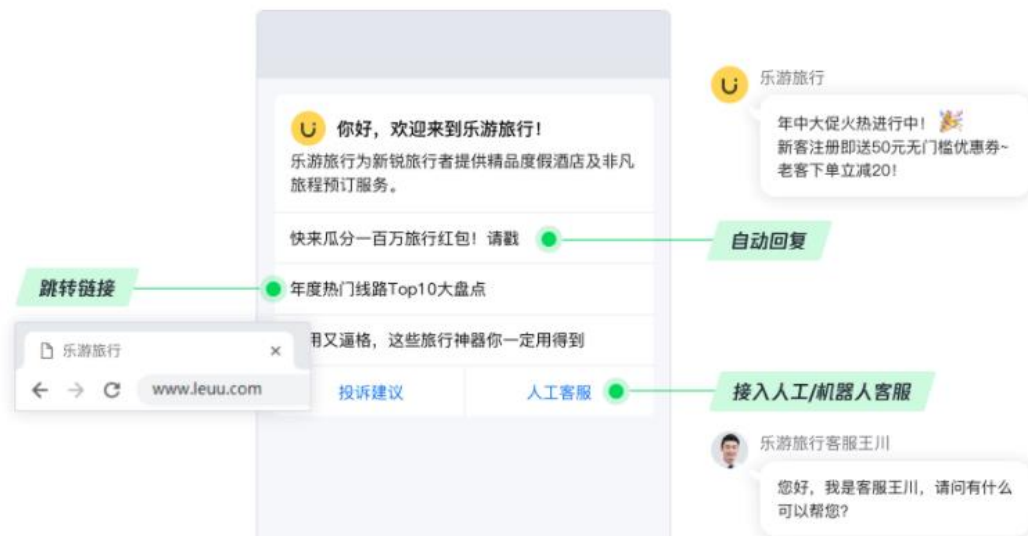 你好，欢迎来到乐游旅行！
乐游旅行为新锐旅行者提供精品度假酒店及非凡
旅程预订服务。
快来瓜分一百万旅行红包！请戳
年度热门线路Top10大盘点
用又逼格，这些旅行神器你一定用得到
投诉建议
人工客服
跳转链接
乐游旅行
www.leuu.com
乐游旅行
年中大促火热进行中！
新客注册即送50元无门槛优惠券~
老客下单立减20！
自动回复
接入人工/机器人客服
乐游旅行客服王川
您好，我是客服王川，请问有什么
可以帮您?